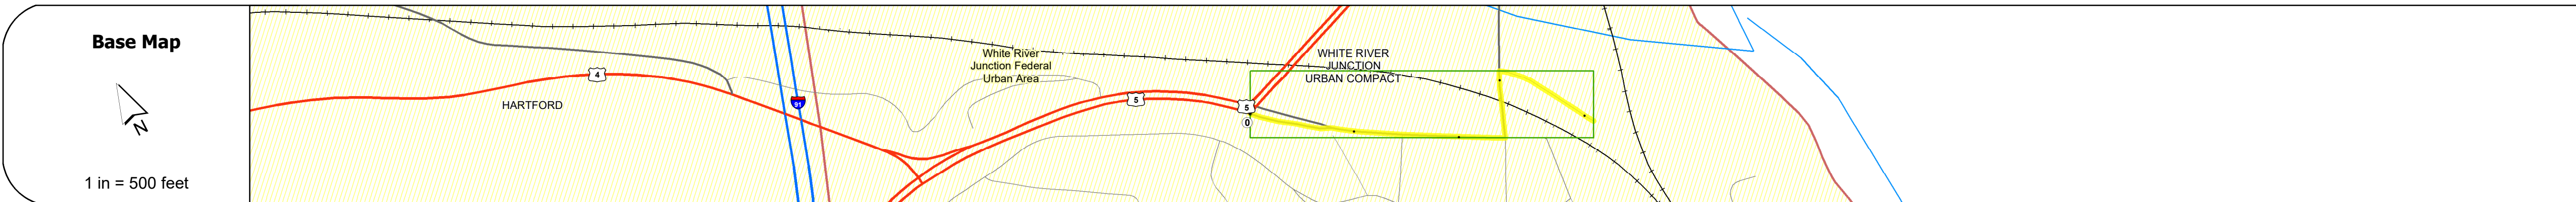 Base Map
N
1 in = 500 feet
4
HARTFORD
91
White River
Junction Federal
Urban Area
5
5
0
WHITE RIVER
JUNCTION
URBAN COMPACT